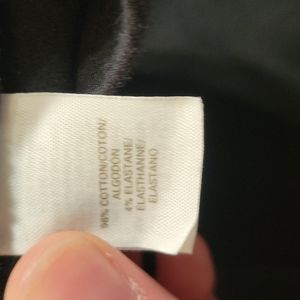 96% COTTON/COTON/
ALGODON
4% ELASTANE/
ELASTHANNE/
ELASTANO